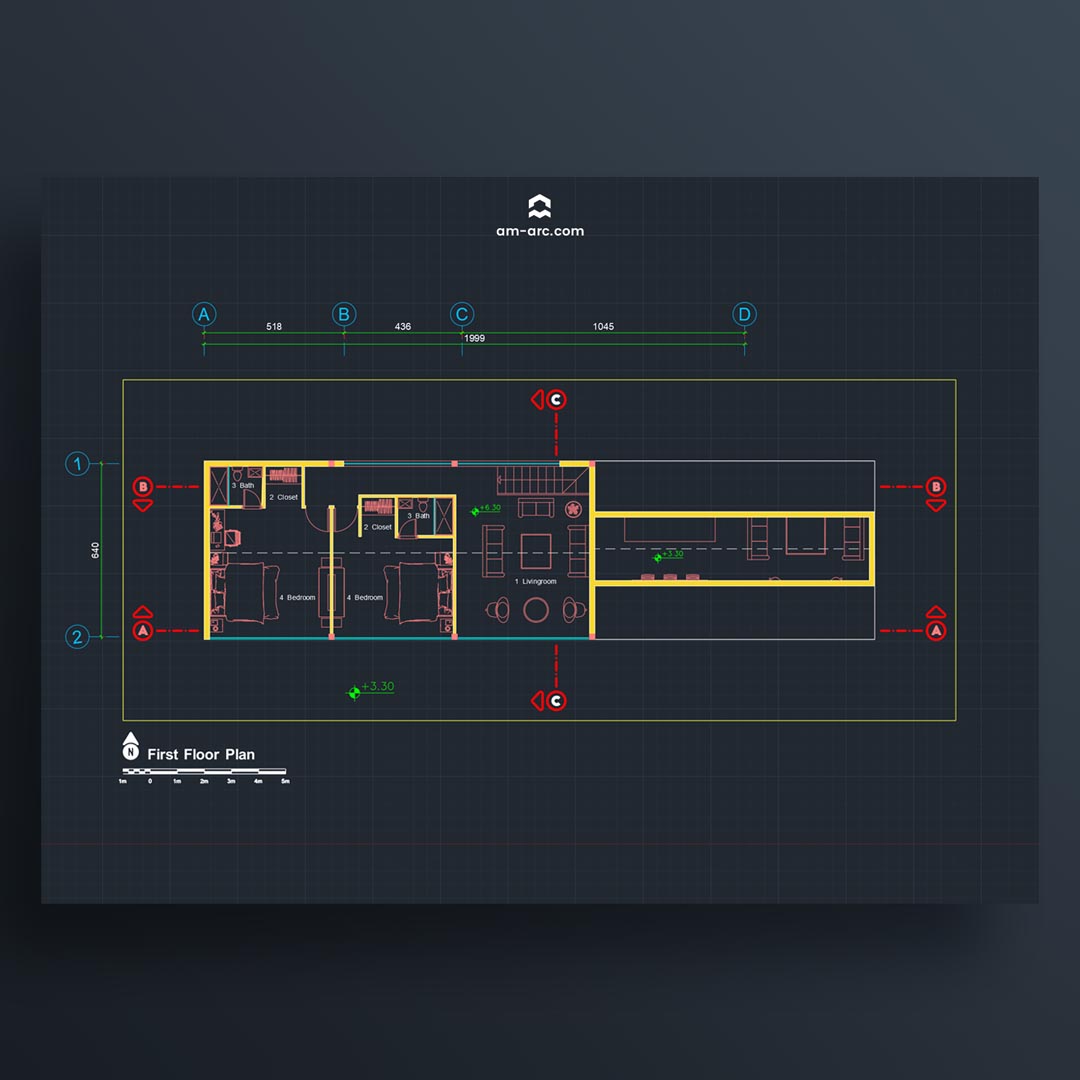 am-arc.com
A B C D
518 436 1045
1999
C
1
B B
3 Bath
2 Closet
+6.30
3 Bath
2 Closet
640
+3.30
1 Livingroom
4 Bedroom 4 Bedroom
A A
2
+3.30
C
N First Floor Plan
1m 0 1m 2m 3m 4m 5m